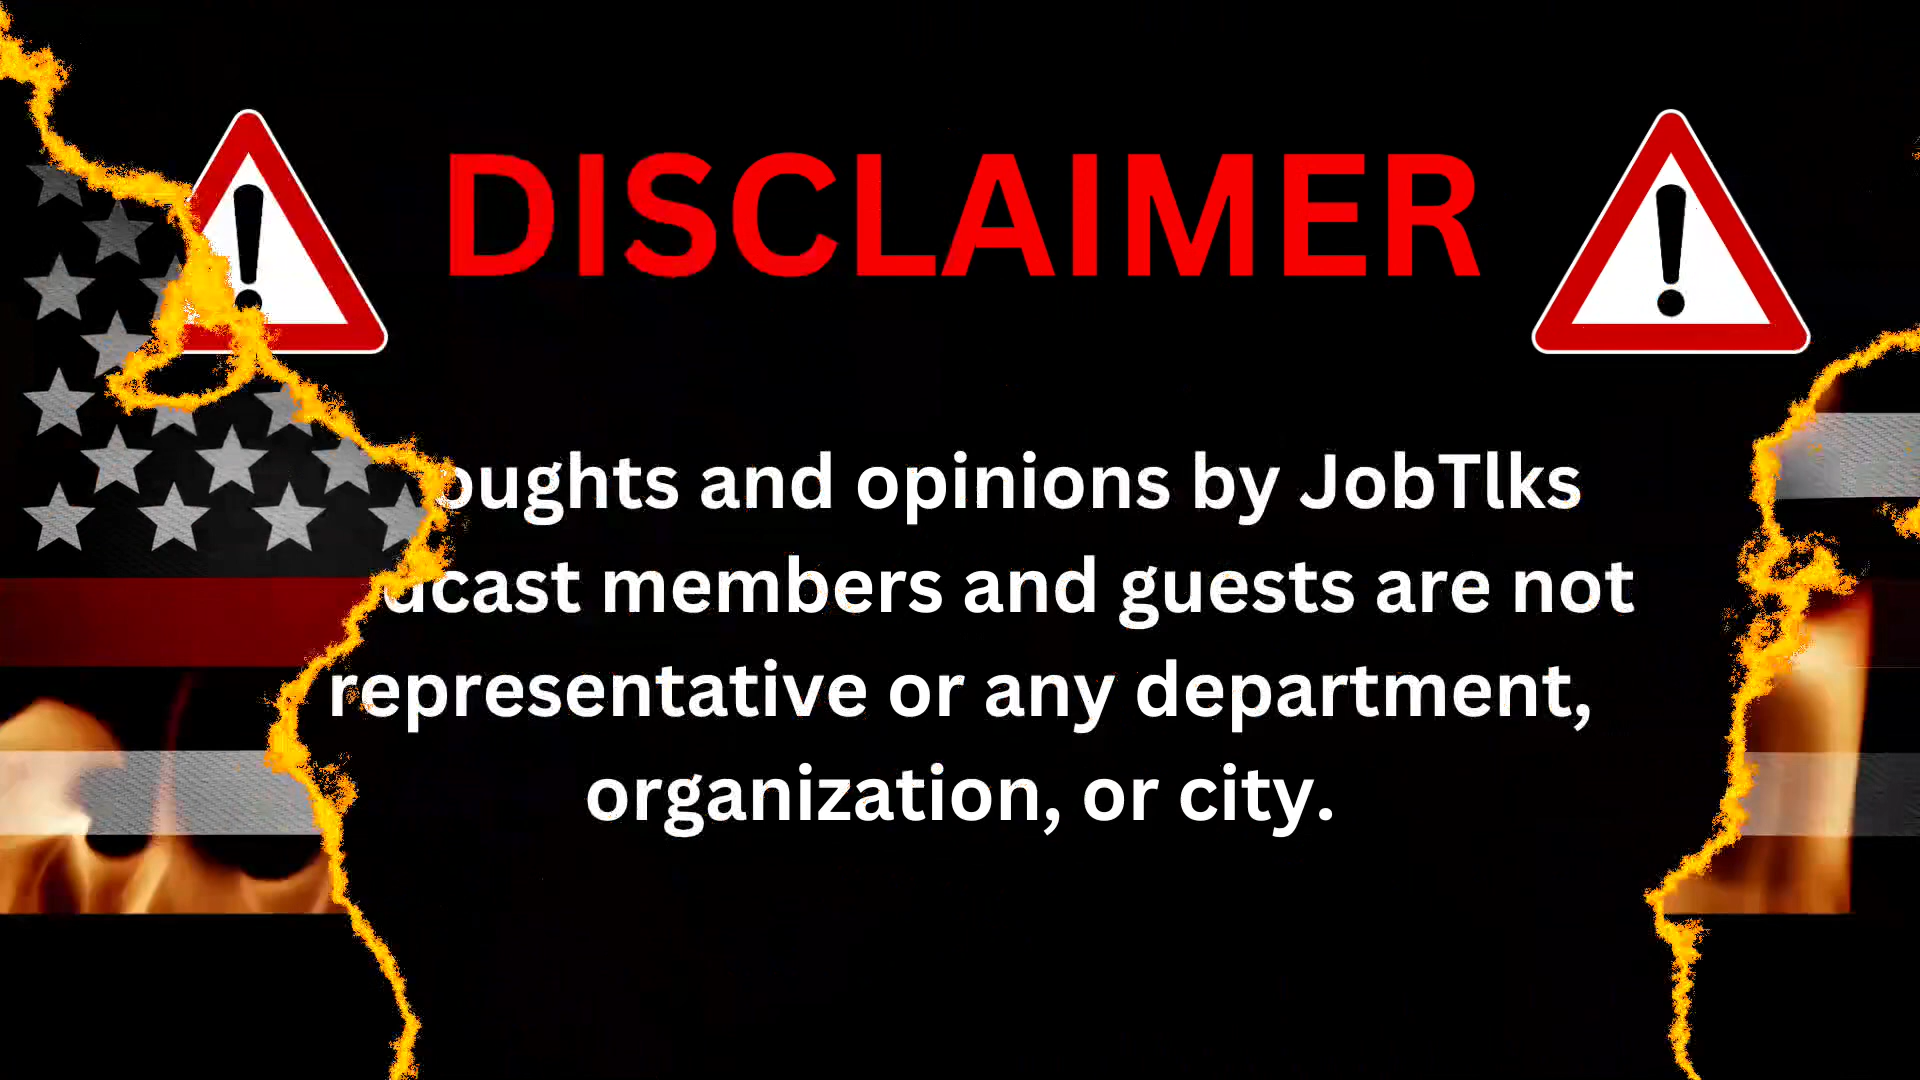 DISCLAIMER
oughts and opinions by JobTlks
dcast members and guests are not
representative or any department,
organization, or city.